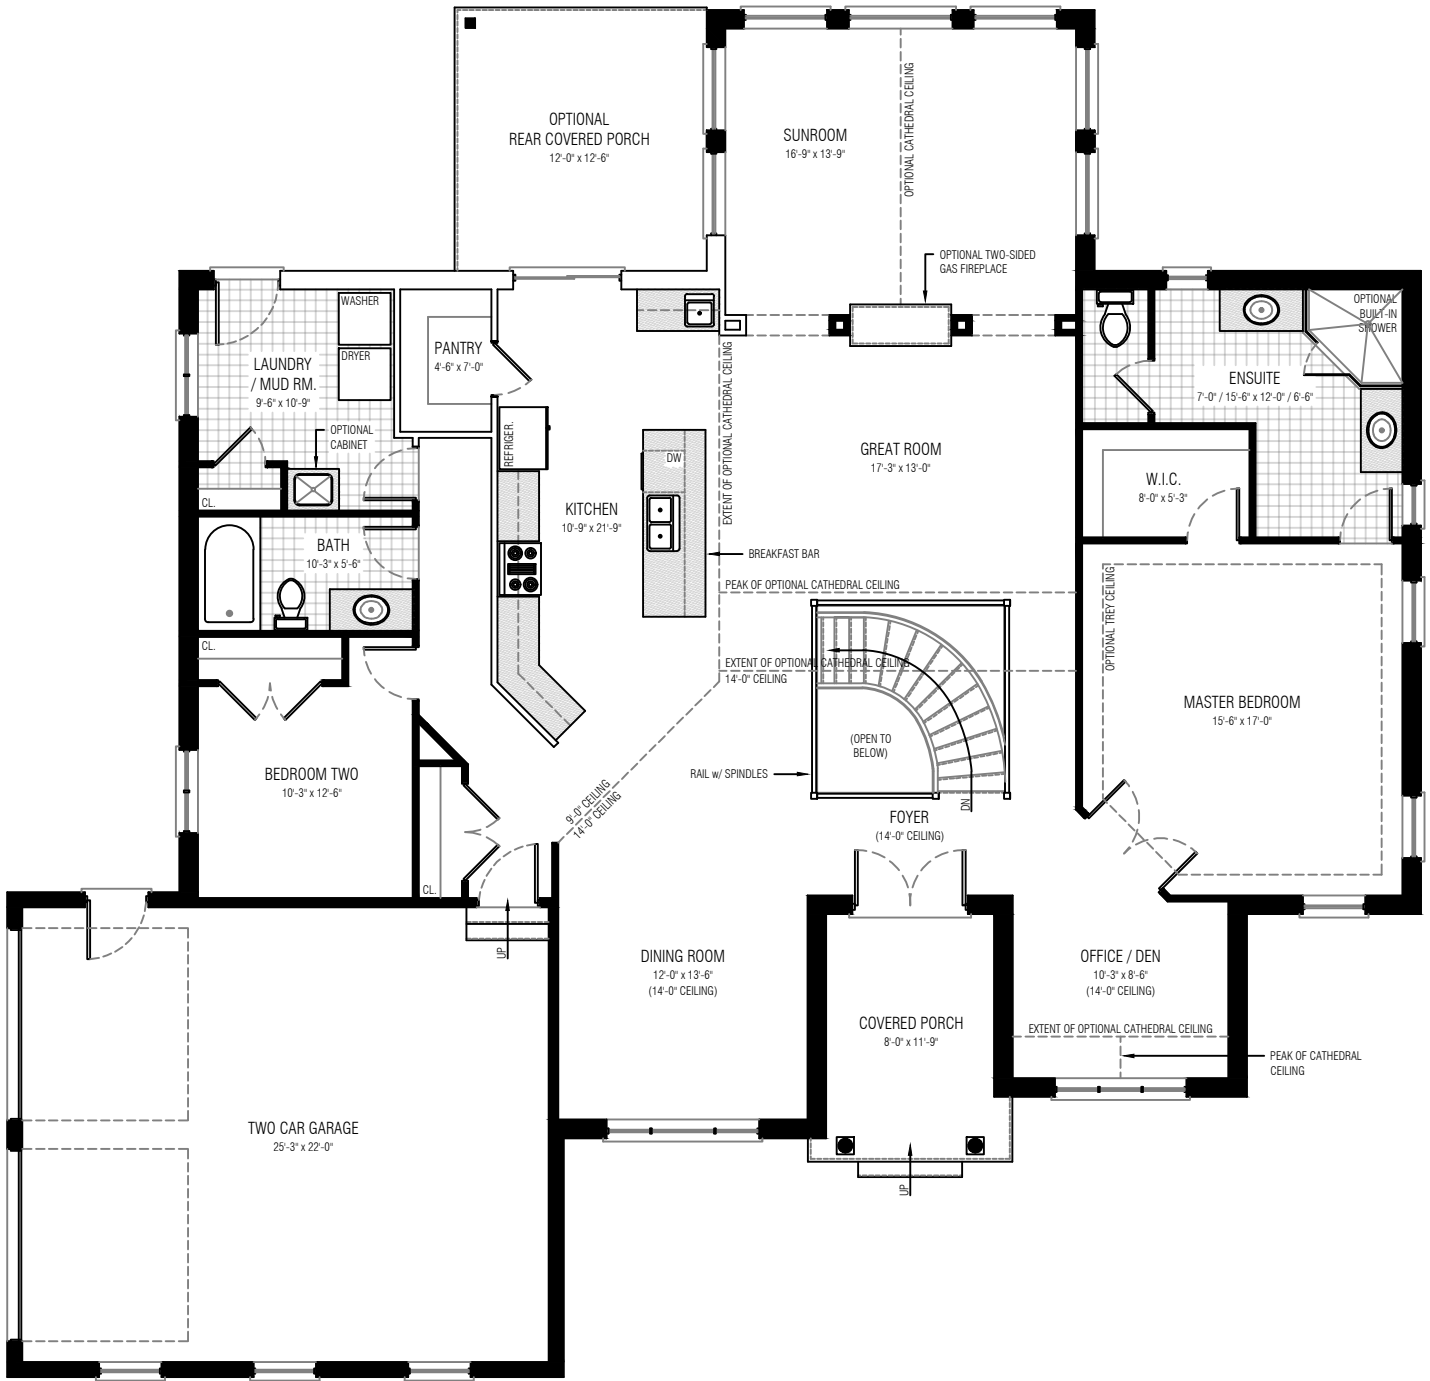 OPTIONAL
REAR COVERED PORCH
12'-0" x 12'-6"
SUNROOM
16'-9" x 13'-9"
OPTIONAL CATHEDRAL CEILING
OPTIONAL CATHEDRAL CEILING
OPTIONAL TWO-SIDED
GAS FIREPLACE
WASHER
DRYER
LAUNDRY
/ MUD RM.
9'-6" x 10'-9"
OPTIONAL
CABINET
CL.
PANTRY
4'-6" x 7'-0"
REFRIGER.
KITCHEN
10'-9" x 21'-9"
DW
BREAKFAST BAR
EXTENT OF OPTIONAL CATHEDRAL CEILING
EXTENT OF OPTIONAL CATHEDRAL CEILING
GREAT ROOM
17'-3" x 13'-0"
PEAK OF OPTIONAL CATHEDRAL CEILING
EXTENT OF OPTIONAL CATHEDRAL CEILING
14'-0" CEILING
OPTIONAL
BUILT-IN
SHOWER
ENSUITE
7'-0" / 15'-6" x 12'-0" / 6'-6"
W.I.C.
8'-0" x 5'-3"
BATH
10'-3" x 5'-6"
CL.
BEDROOM TWO
10'-3" x 12'-6"
CL.
9'-0" CEILING
14'-0" CEILING
(OPEN TO
BELOW)
RAIL w/ SPINDLES
DN
FOYER
(14'-0" CEILING)
OPTIONAL TREY CEILING
MASTER BEDROOM
15'-6" x 17'-0"
UP
DINING ROOM
12'-0" x 13'-6"
(14'-0" CEILING)
OFFICE / DEN
10'-3" x 8'-6"
(14'-0" CEILING)
EXTENT OF OPTIONAL CATHEDRAL CEILING
PEAK OF CATHEDRAL
CEILING
COVERED PORCH
8'-0" x 11'-9"
UP
TWO CAR GARAGE
25'-3" x 22'-0"